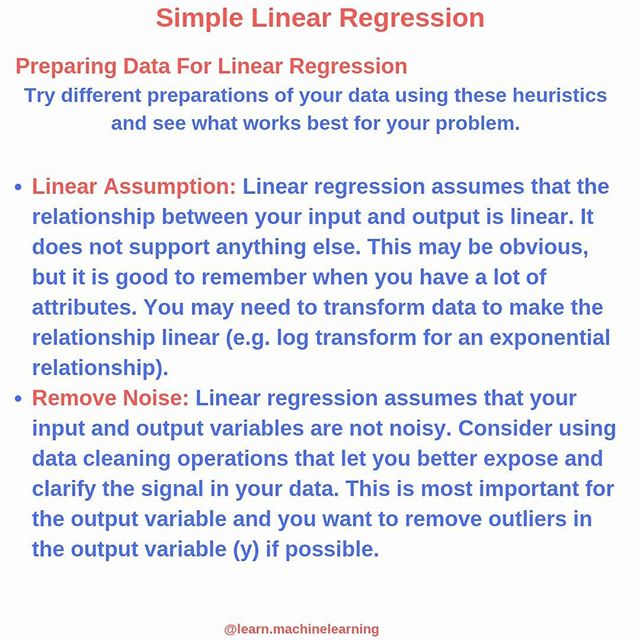 Simple Linear Regression
Preparing Data For Linear Regression
Try different preparations of your data using these heuristics
and see what works best for your problem.
• Linear Assumption: Linear regression assumes that the
relationship between your input and output is linear. It
does not support anything else. This may be obvious,
but it is good to remember when you have a lot of
attributes. You may need to transform data to make the
relationship linear (e.g. log transform for an exponential
relationship).
• Remove Noise: Linear regression assumes that your
input and output variables are not noisy. Consider using
data cleaning operations that let you better expose and
clarify the signal in your data. This is most important for
the output variable and you want to remove outliers in
the output variable (y) if possible.
@learn.machinelearning